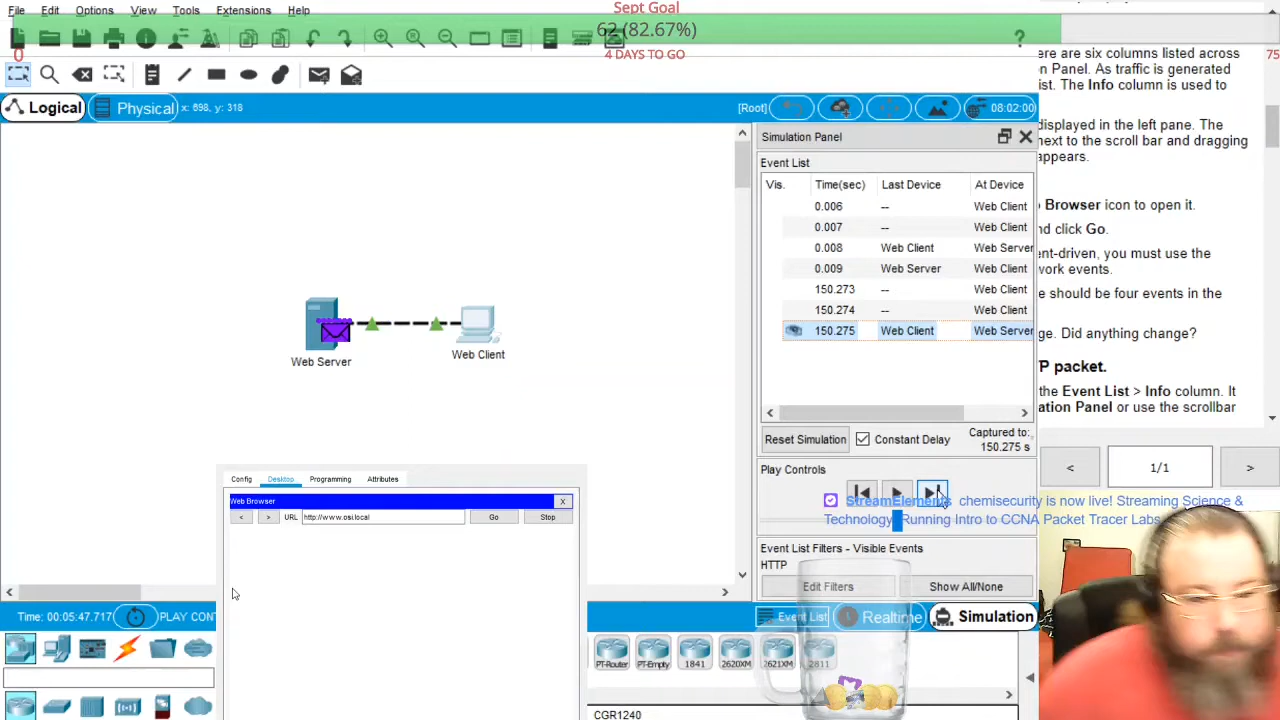 File Edit Options View Tools Extensions Help
Sept Goal
62 (82.67%)
0
4 DAYS TO GO
75
Logical
Physical
x: 698, y: 318
[Root]
08:02:00
Simulation Panel
Event List
Vis. Time(sec) Last Device At Device
0.006 -- Web Client
0.007 -- Web Client
0.008 Web Client Web Server
0.009 Web Server Web Client
150.273 -- Web Client
150.274 -- Web Client
150.275 Web Client Web Server
Web Server
Web Client
Reset Simulation
Constant Delay
Captured to:
150.275 s
Play Controls
StreamElements chemisecurity is now live! Streaming Science &
Technology: Running Intro to CCNA Packet Tracer Labs
Event List Filters - Visible Events
HTTP
Edit Filters
Show All/None
Event List
Realtime
Simulation
ere are six columns listed across
n Panel. As traffic is generated
ist. The Info column is used to
displayed in the left pane. The
next to the scroll bar and dragging
appears.
Browser icon to open it.
nd click Go.
ent-driven, you must use the
work events.
e should be four events in the
ge. Did anything change?
P packet.
the Event List > Info column. It
ation Panel or use the scrollbar
<
1/1
>
Config Desktop Programming Attributes
Web Browser
X
< > URL http://www.osi.local Go Stop
Time: 00:05:47.717
PLAY CONT
PT-Router PT-Empty 1841 2620XM 2621XM 2811
CGR1240